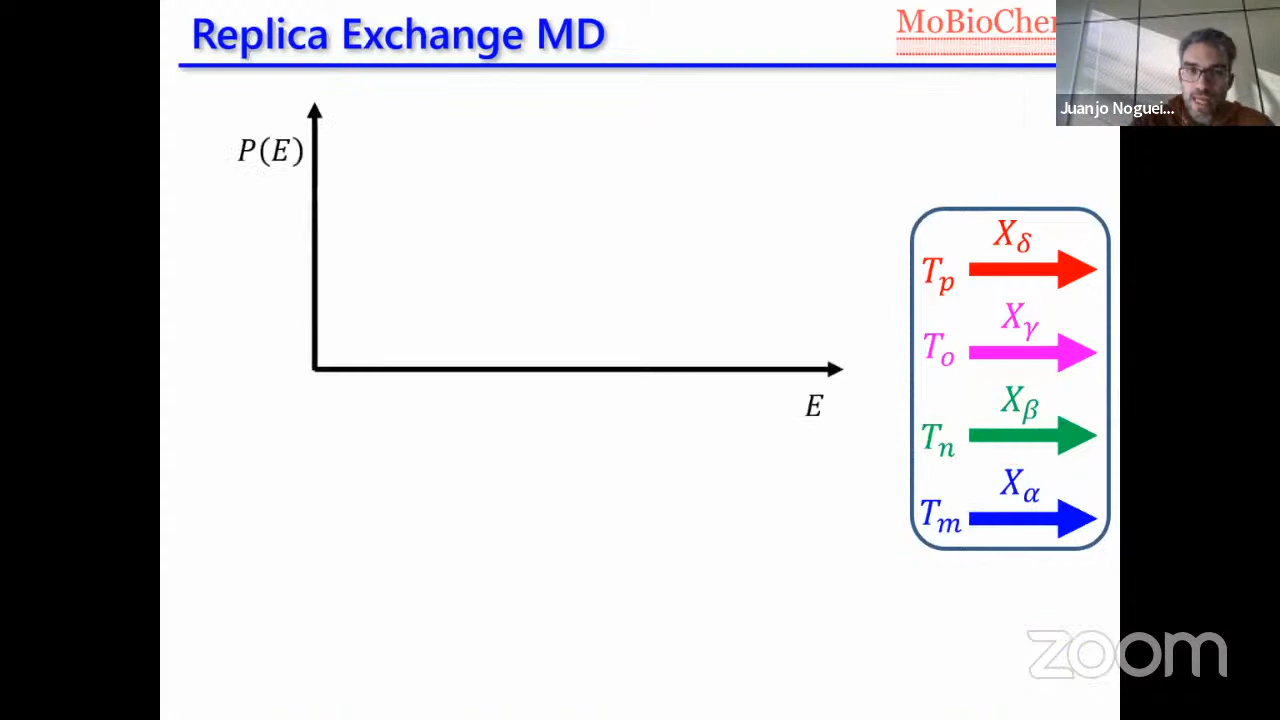 Replica Exchange MD
MoBioChe
Juanjo Noguei...
P(E)
E
X_δ
T_p
X_γ
T_o
X_β
T_n
X_α
T_m
zoom